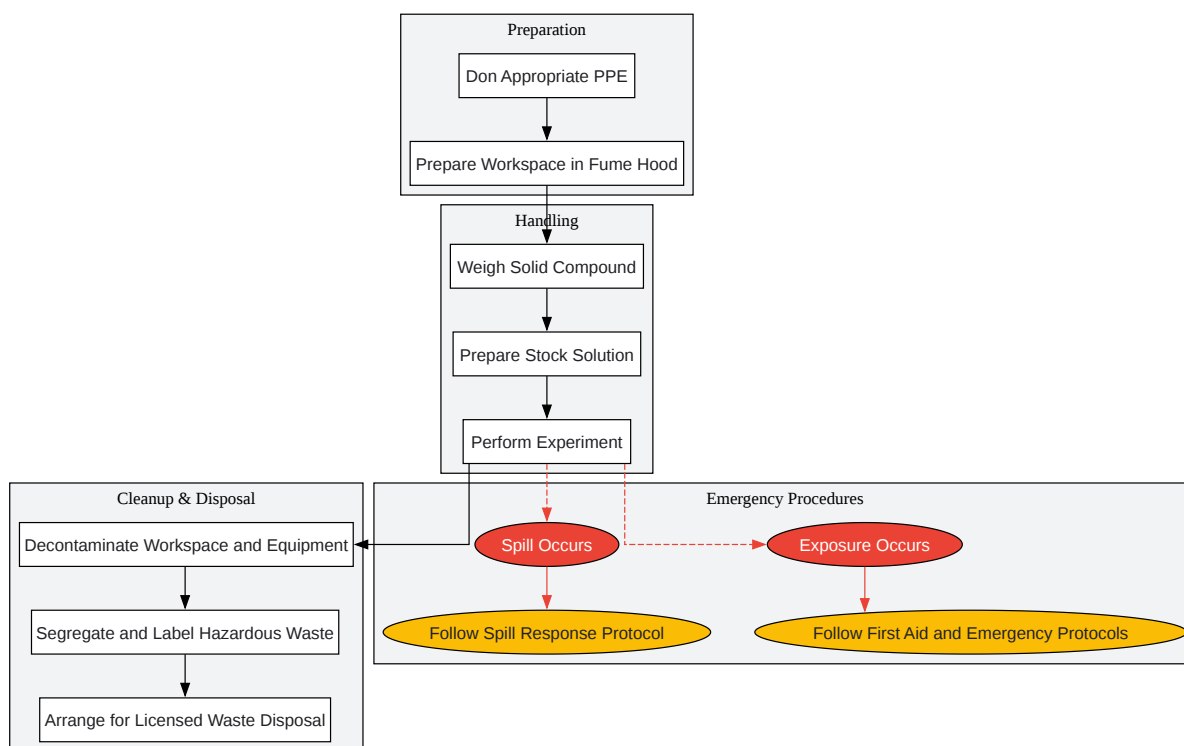 Preparation
Don Appropriate PPE
Prepare Workspace in Fume Hood
Handling
Weigh Solid Compound
Prepare Stock Solution
Perform Experiment
Cleanup & Disposal
Decontaminate Workspace and Equipment
Segregate and Label Hazardous Waste
Arrange for Licensed Waste Disposal
Emergency Procedures
Spill Occurs
Exposure Occurs
Follow Spill Response Protocol
Follow First Aid and Emergency Protocols